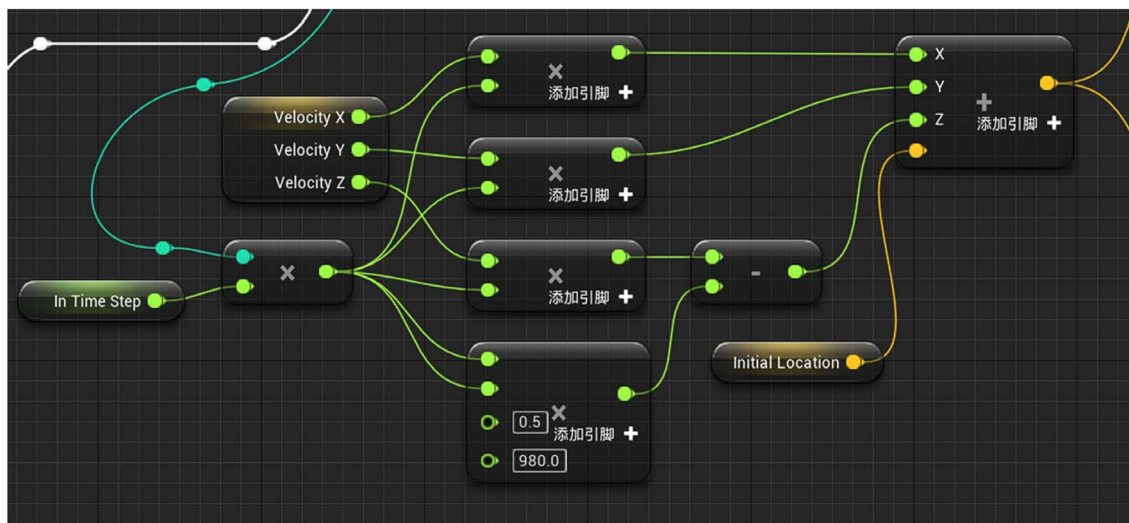 Velocity X
Velocity Y
Velocity Z
In Time Step
×
×
添加引脚 +
×
添加引脚 +
×
添加引脚 +
×
0.5
添加引脚 +
980.0
-
Initial Location
X
Y
Z
+
添加引脚 +